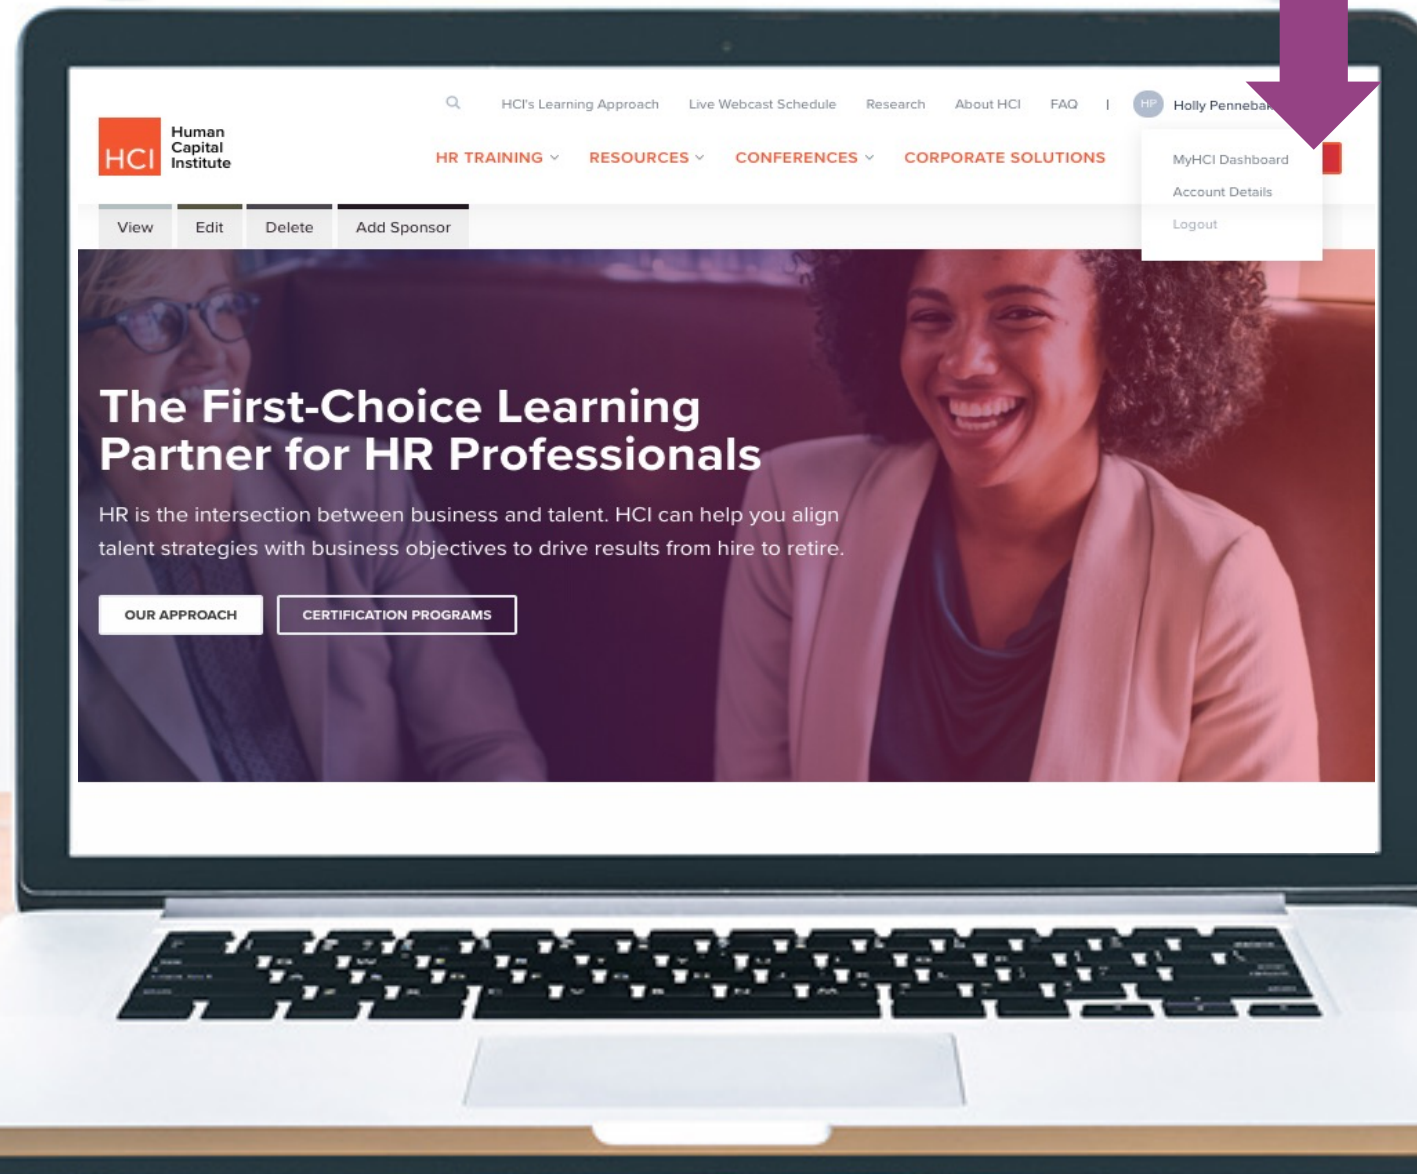 HCI's Learning Approach Live Webcast Schedule Research About HCI FAQ | HP Holly
HCI Human Capital Institute
HR TRAINING RESOURCES CONFERENCES CORPORATE SOLUTIONS
MyHCI Dashboard
Account Details
Logout
View Edit Delete Add Sponsor
The First-Choice Learning
Partner for HR Professionals
HR is the intersection between business and talent. HCI can help you align
talent strategies with business objectives to drive results from hire to retire.
OUR APPROACH CERTIFICATION PROGRAMS